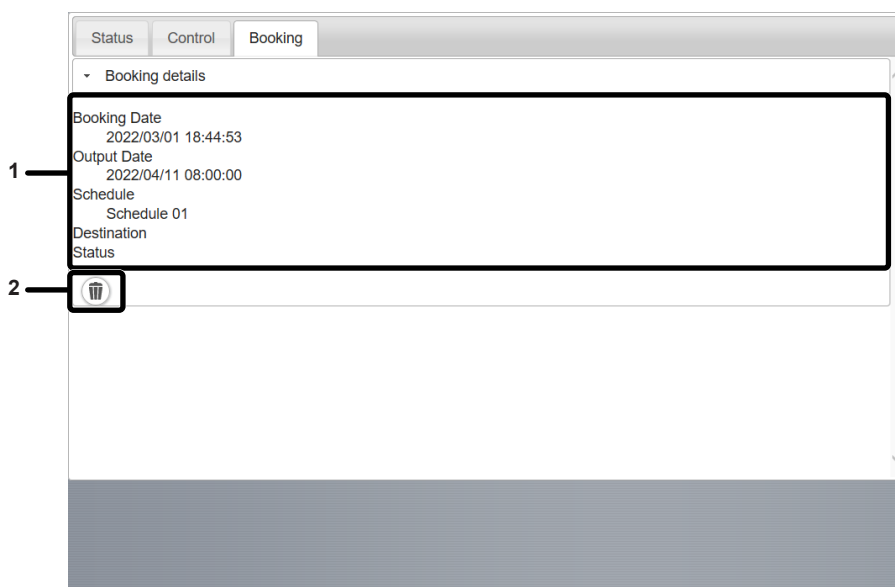 Status Control Booking
Booking details
Booking Date
2022/03/01 18:44:53
Output Date
2022/04/11 08:00:00
1
Schedule
Schedule 01
Destination
Status
2